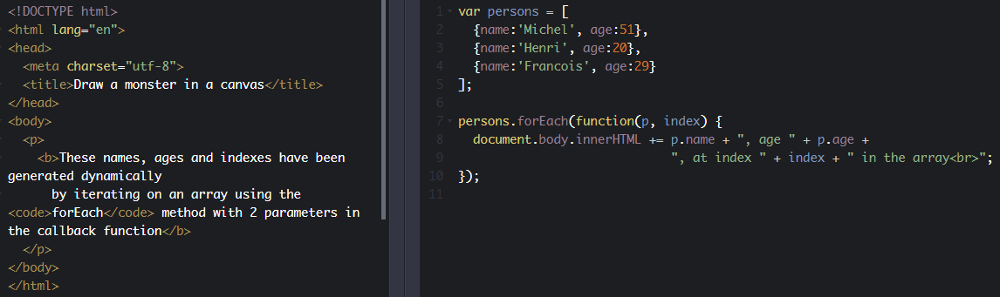 <!DOCTYPE html>
<html lang="en">
<head>
  <meta charset="utf-8">
  <title>Draw a monster in a canvas</title>
</head>
<body>
  <p>
    <b>These names, ages and indexes have been
generated dynamically
      by iterating on an array using the
<code>forEach</code> method with 2 parameters in
the callback function</b>
  </p>
</body>
</html>
1 var persons = [
2   {name:'Michel', age:51},
3   {name:'Henri', age:20},
4   {name:'Francois', age:29}
5 ];
6
7 persons.forEach(function(p, index) {
8   document.body.innerHTML += p.name + ", age " + p.age +
9                              ", at index " + index + " in the array<br>";
10 });
11